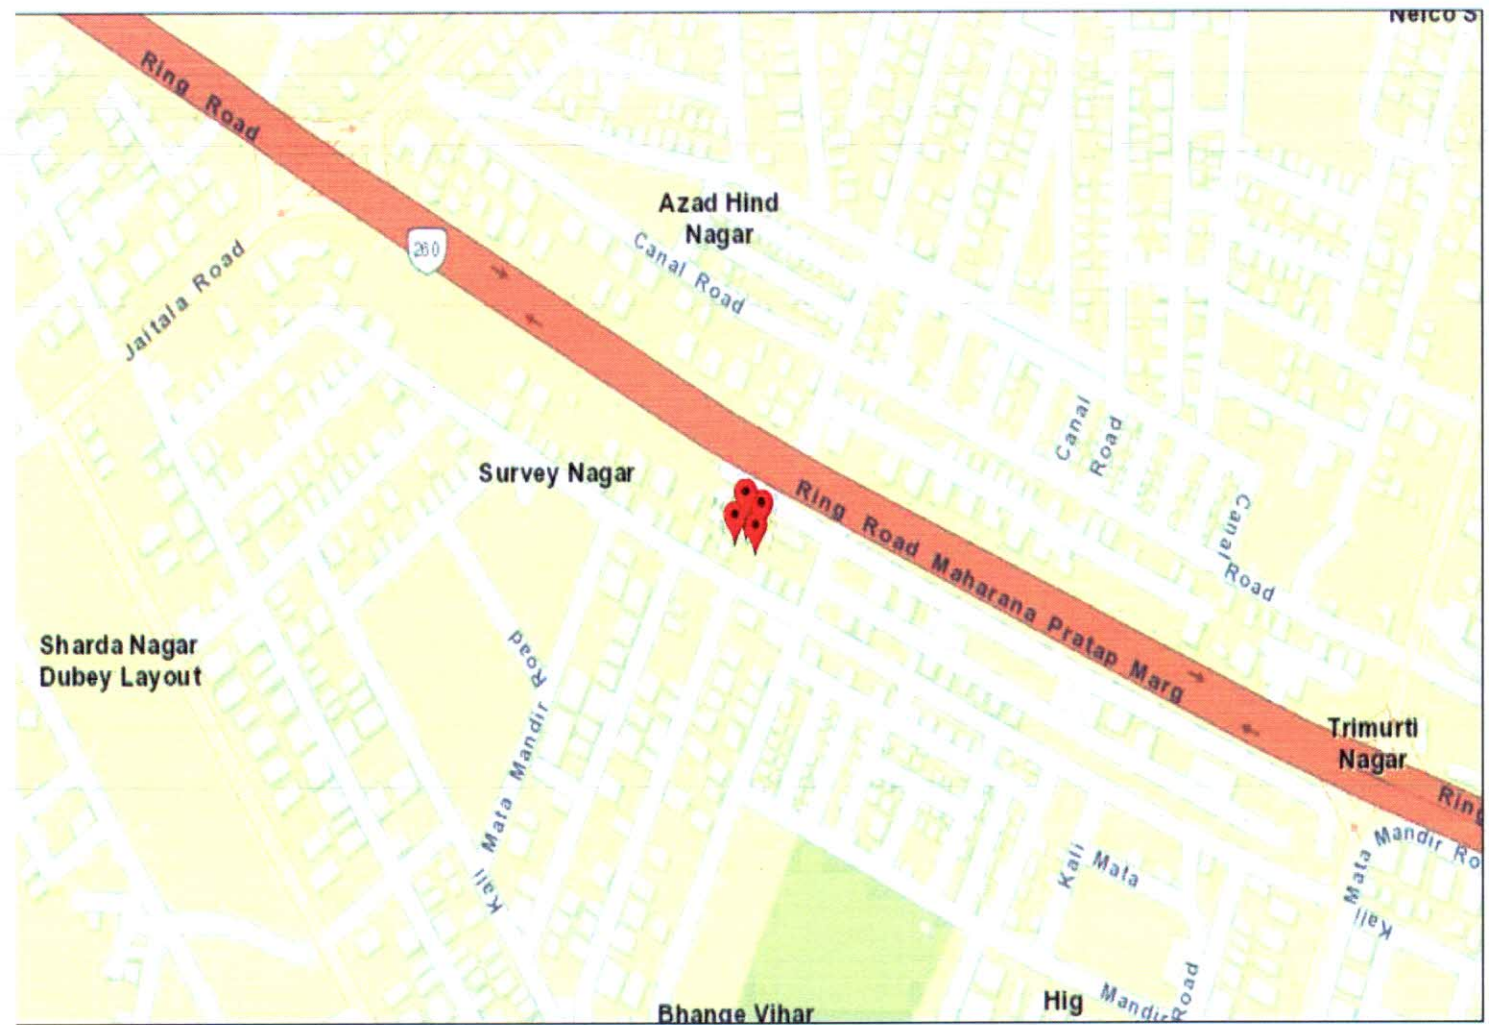 Nelco S
Ring Road
Azad Hind
Nagar
Canal Road
260
Jaitala Road
Canal
Road
Survey Nagar
Ring Road Maharana Pratap Marg
Canal
Road
Sharda Nagar
Dubey Layout
Kali Mata Mandir Road
Trimurti
Nagar
Ring
Kali Mata Mandir Ro
Kali Mata
Mandir Road
Hig
Bhange Vihar